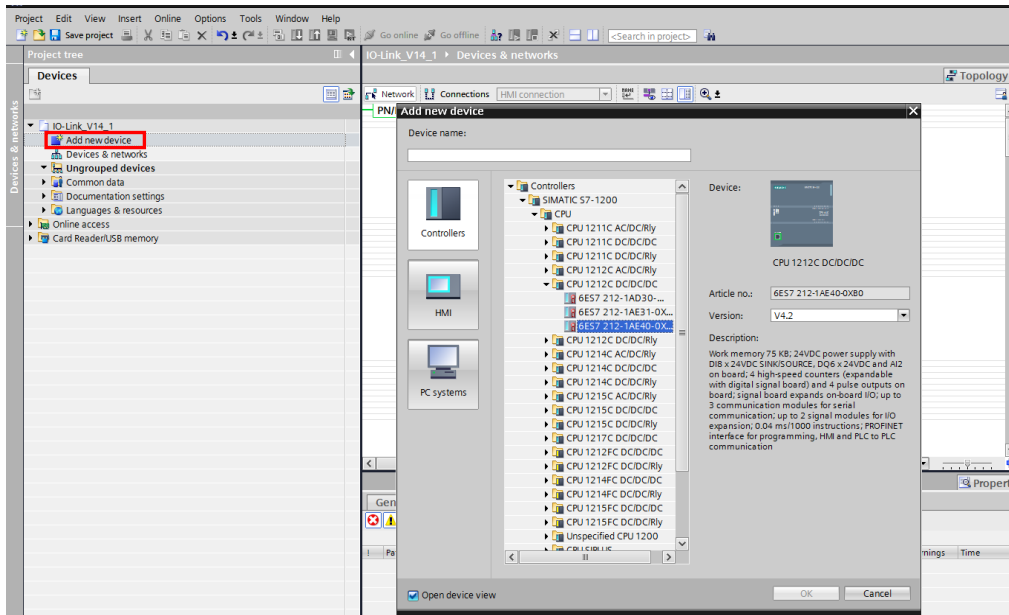 Project Edit View Insert Online Options Tools Window Help
Save project Go online Go offline <Search in project>
Project tree
IO-Link_V14_1 Devices & networks
Devices
Topology
Network Connections HMI connection
Devices & networks
IO-Link_V14_1
Add new device
Devices & networks
Ungrouped devices
Common data
Documentation settings
Languages & resources
Online access
Card Reader/USB memory
PN/
Add new device
Device name:
Controllers
HMI
PC systems
Controllers
SIMATIC S7-1200
CPU
CPU 1211C AC/DC/Rly
CPU 1211C DC/DC/DC
CPU 1211C DC/DC/Rly
CPU 1212C AC/DC/Rly
CPU 1212C DC/DC/DC
6ES7 212-1AD30-...
6ES7 212-1AE31-0X...
6ES7 212-1AE40-0X...
CPU 1212C DC/DC/Rly
CPU 1214C AC/DC/Rly
CPU 1214C DC/DC/DC
CPU 1214C DC/DC/Rly
CPU 1215C AC/DC/Rly
CPU 1215C DC/DC/DC
CPU 1215C DC/DC/Rly
CPU 1217C DC/DC/DC
CPU 1212FC DC/DC/DC
CPU 1212FC DC/DC/Rly
CPU 1214FC DC/DC/DC
CPU 1214FC DC/DC/Rly
CPU 1215FC DC/DC/DC
CPU 1215FC DC/DC/Rly
Unspecified CPU 1200
CPU SIPLUS
Device:
CPU 1212C DC/DC/DC
Article no.: 6ES7 212-1AE40-0XB0
Version: V4.2
Description:
Work memory 75 KB; 24VDC power supply with
DI8 x 24VDC SINK/SOURCE, DQ6 x 24VDC and AI2
on board; 4 high-speed counters (expandable
with digital signal board) and 4 pulse outputs on
board; signal board expands on-board I/O; up to
3 communication modules for serial
communication; up to 2 signal modules for I/O
expansion; 0.04 ms/1000 instructions; PROFINET
interface for programming, HMI and PLC to PLC
communication
Propert
Gen
! Pa
rnings Time
Open device view
OK Cancel